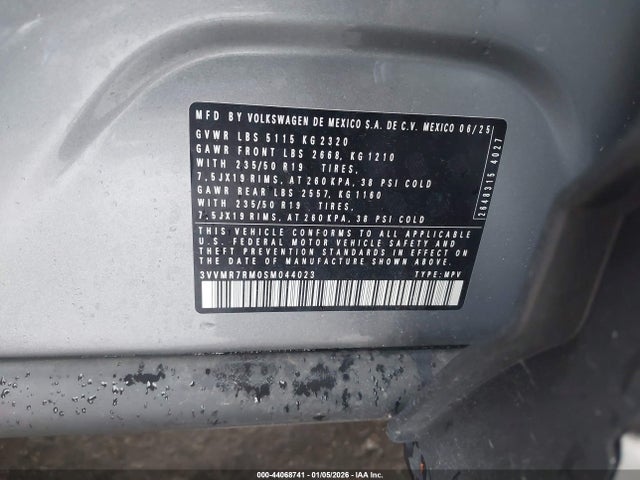 MFD BY VOLKSWAGEN DE MEXICO S.A. DE C.V. MEXICO 06/25
GVWR LBS 5115 KG 2320
GAWR FRONT LBS 2668, KG 1210
WITH 235/50 R19 TIRES.
7.5JX19 RIMS, AT 260 KPA, 38 PSI COLD
GAWR REAR LBS 2557, KG 1160
WITH 235/50 R19 TIRES.
7.5JX19 RIMS, AT 260 KPA, 38 PSI COLD
THIS VEHICLE CONFORMS TO ALL APPLICABLE
U.S. FEDERAL MOTOR VEHICLE SAFETY AND
THEFT PREVENTION STANDARDS IN EFFECT ON
THE DATE OF MANUFACTURE SHOWN ABOVE.
3VVMR7RM0SM044023 TYPE: MPV
2648315 4027
000-44068741 | 01/05/2026 - IAA Inc.